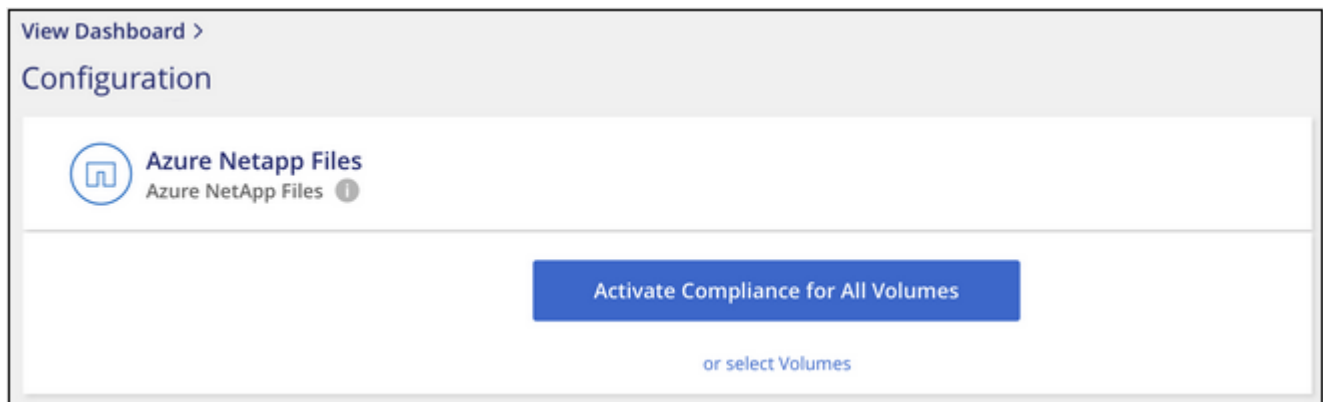 View Dashboard >
Configuration
Azure Netapp Files
Azure NetApp Files i
Activate Compliance for All Volumes
or select Volumes